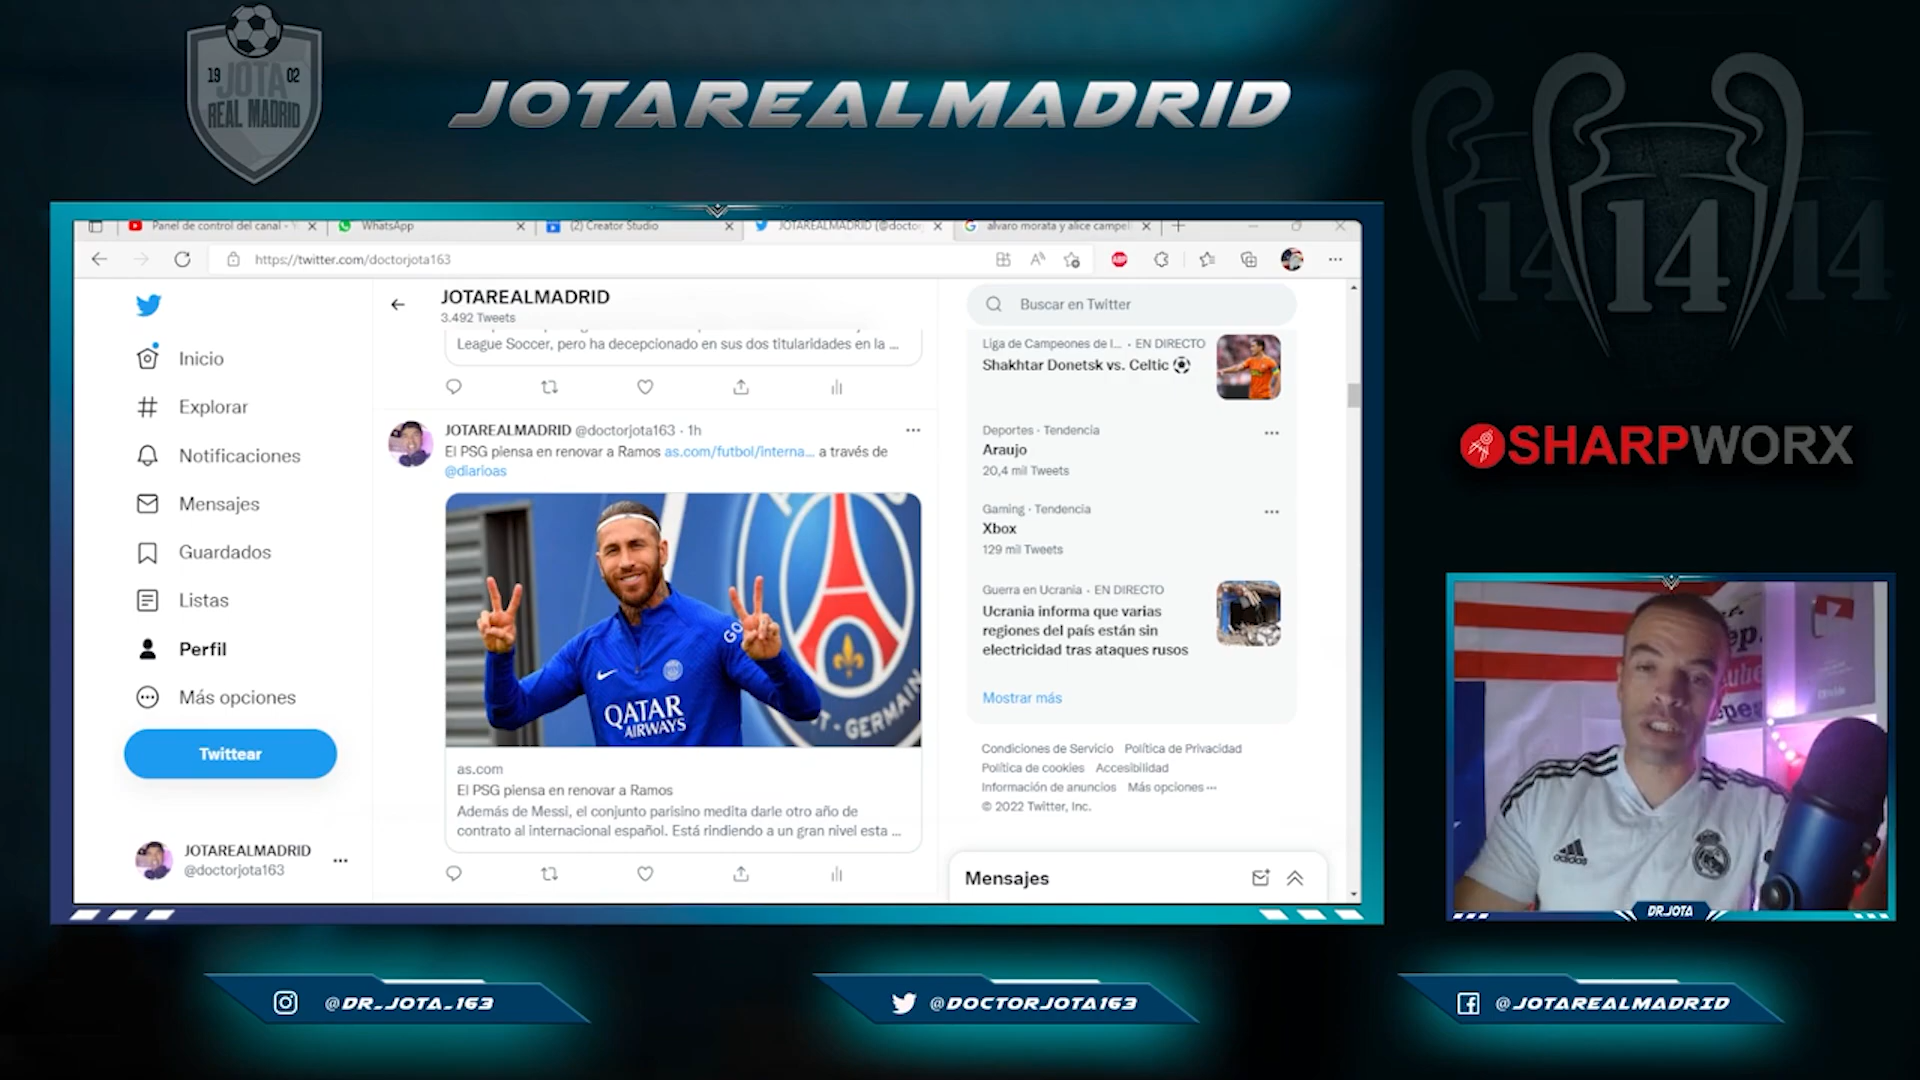 19 02
JOTA
REAL MADRID
JOTAREALMADRID
14
14
14
Panel de control del canal - Y
WhatsApp
(2) Creator Studio
JOTAREALMADRID (@doctorj
alvaro morata y alice campell
https://twitter.com/doctorjota163
ABP
JOTAREALMADRID
3.492 Tweets
Buscar en Twitter
Inicio
Explorar
Notificaciones
Mensajes
Guardados
Listas
Perfil
Más opciones
Twittear
JOTAREALMADRID
@doctorjota163
League Soccer, pero ha decepcionado en sus dos titularidades en la ...
JOTAREALMADRID @doctorjota163 · 1h
El PSG piensa en renovar a Ramos as.com/futbol/interna... a través de
@diarioas
GO
QATAR
AIRWAYS
T-GERMAIN
as.com
El PSG piensa en renovar a Ramos
Además de Messi, el conjunto parisino medita darle otro año de
contrato al internacional español. Está rindiendo a un gran nivel esta ...
Liga de Campeones de l... · EN DIRECTO
Shakhtar Donetsk vs. Celtic
Deportes · Tendencia
Araujo
20,4 mil Tweets
Gaming · Tendencia
Xbox
129 mil Tweets
Guerra en Ucrania · EN DIRECTO
Ucrania informa que varias
regiones del país están sin
electricidad tras ataques rusos
Mostrar más
Condiciones de Servicio Política de Privacidad
Política de cookies Accesibilidad
Información de anuncios Más opciones ···
© 2022 Twitter, Inc.
Mensajes
SHARPWORX
adidas
DR.JOTA
@DR_JOTA_163
@DOCTORJOTA163
@JOTAREALMADRID